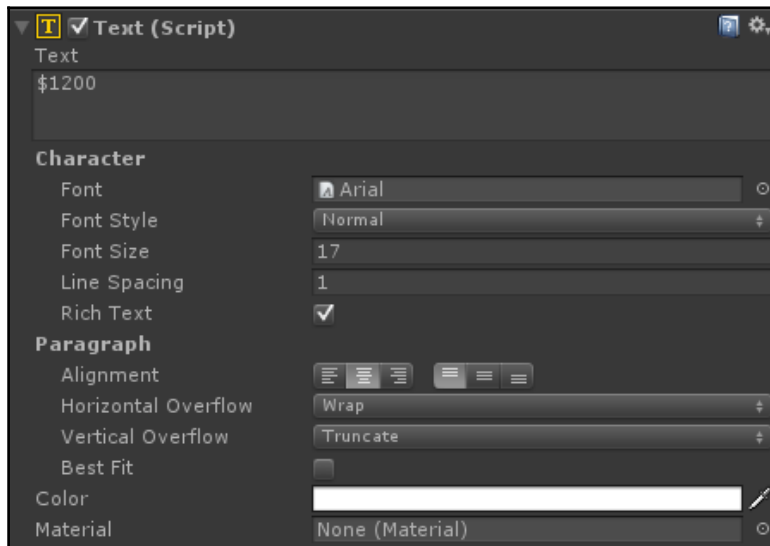 Text (Script)
Text
$1200
Character
Font Arial
Font Style Normal
Font Size 17
Line Spacing 1
Rich Text
Paragraph
Alignment
Horizontal Overflow Wrap
Vertical Overflow Truncate
Best Fit
Color
Material None (Material)